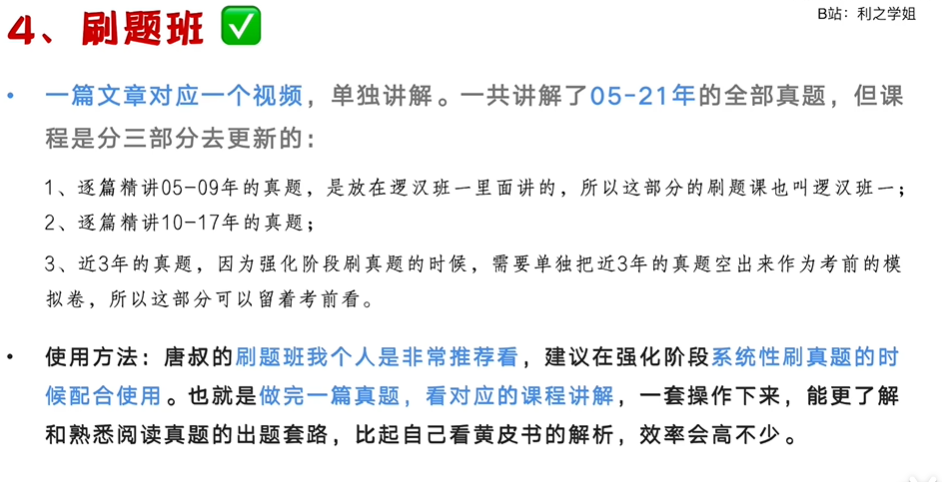 B站：利之学姐
4、刷题班 ✅
• 一篇文章对应一个视频，单独讲解。一共讲解了05-21年的全部真题，但课
程是分三部分去更新的：
1、逐篇精讲05-09年的真题，是放在逻汉班一里面讲的，所以这部分的刷题课也叫逻汉班一；
2、逐篇精讲10-17年的真题；
3、近3年的真题，因为强化阶段刷真题的时候，需要单独把近3年的真题空出来作为考前的模
拟卷，所以这部分可以留着考前看。
• 使用方法：唐叔的刷题班我个人是非常推荐看，建议在强化阶段系统性刷真题的时
候配合使用。也就是做完一篇真题，看对应的课程讲解，一套操作下来，能更了解
和熟悉阅读真题的出题套路，比起自己看黄皮书的解析，效率会高不少。